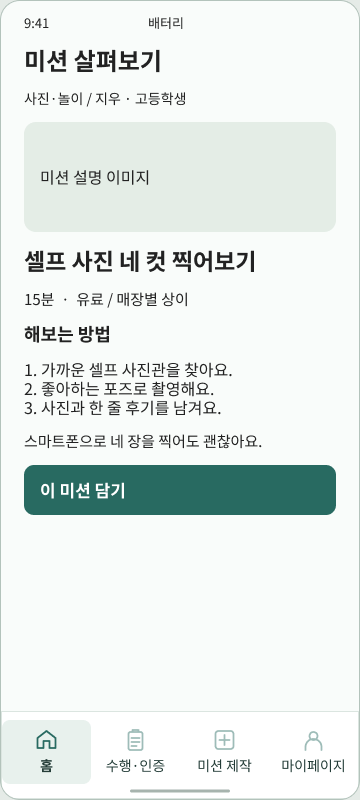 9:41 배터리
미션 살펴보기
사진·놀이 / 지우 · 고등학생
미션 설명 이미지
셀프 사진 네 컷 찍어보기
15분 · 유료 / 매장별 상이
해보는 방법
1. 가까운 셀프 사진관을 찾아요.
2. 좋아하는 포즈로 촬영해요.
3. 사진과 한 줄 후기를 남겨요.
스마트폰으로 네 장을 찍어도 괜찮아요.
이 미션 담기
홈 수행·인증 미션 제작 마이페이지